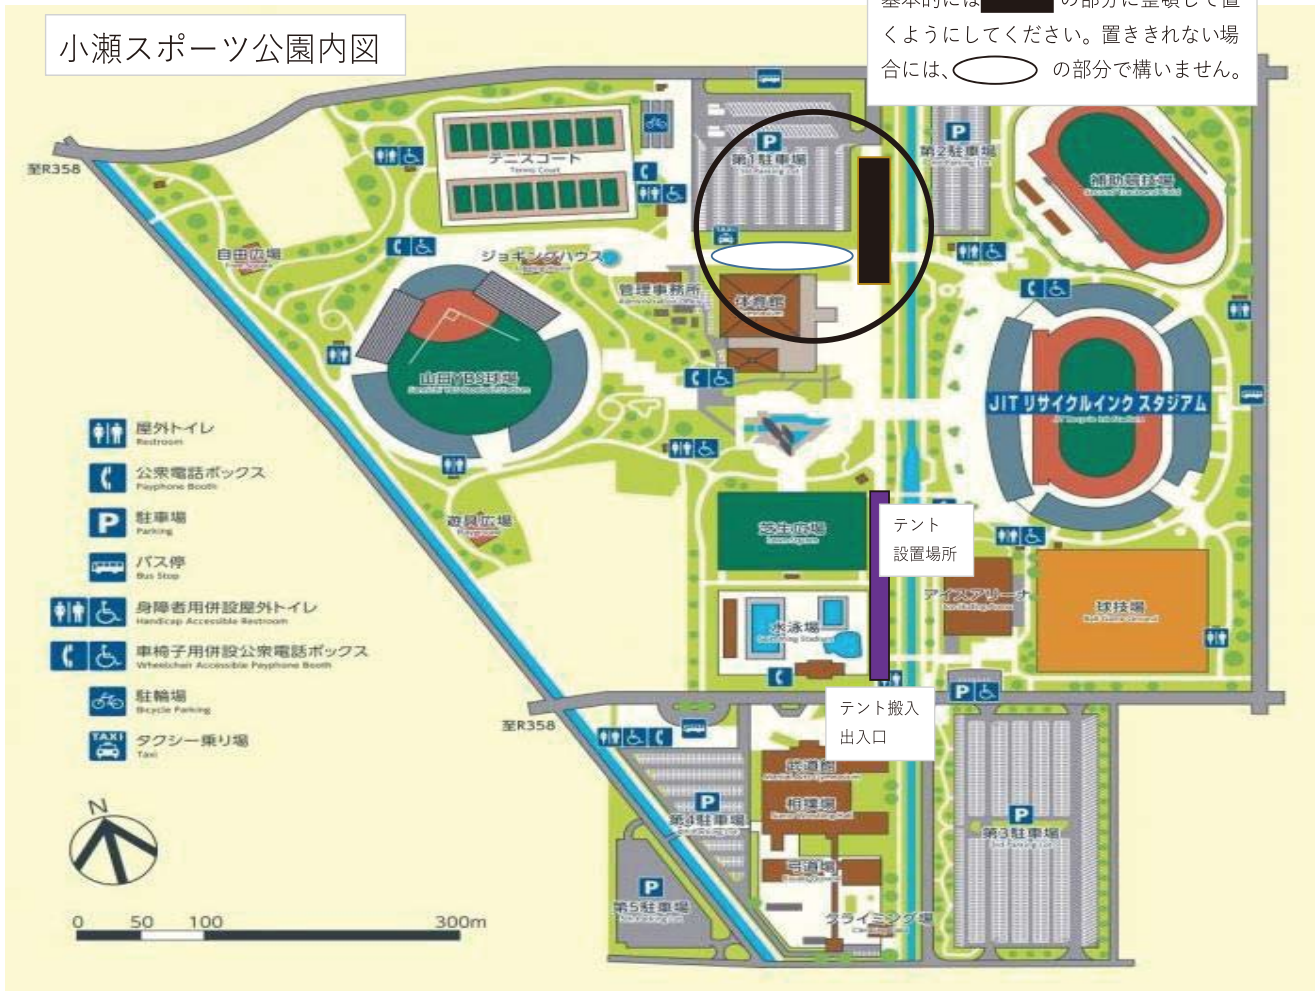 小瀬スポーツ公園内図
基本的には の部分に整頓して置
くようにしてください。置ききれない場
合には、 の部分で構いません。
至R358
テニスコート
Tennis Court
P
第1駐車場
P
第2駐車場
補助競技場
自由広場
ジョギングハウス
管理事務所
TAXI
体育館
山日YBS球場
JITリサイクルインクスタジアム
遊具広場
芝生広場
テント
設置場所
アイスアリーナ
球技場
水泳場
テント搬入
出入口
至R358
P
武道館
相撲場
P
第4駐車場
P
第3駐車場
弓道場
P
第5駐車場
クライミング場
屋外トイレ
Restroom
公衆電話ボックス
Payphone Booth
P
駐車場
Parking
バス停
Bus Stop
身障者用併設屋外トイレ
Handicap Accessible Restroom
車椅子用併設公衆電話ボックス
Wheelchair Accessible Payphone Booth
駐輪場
Bicycle Parking
TAXI
タクシー乗り場
Taxi
N
0 50 100 300m